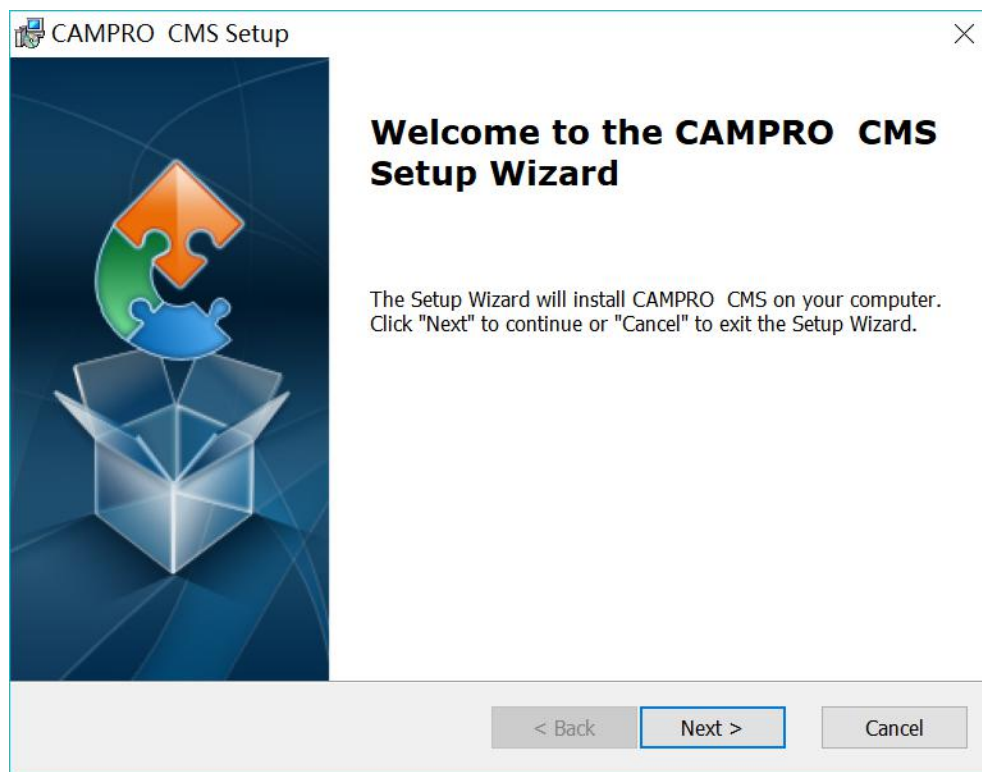 CAMPRO  CMS Setup
Welcome to the CAMPRO  CMS
Setup Wizard
The Setup Wizard will install CAMPRO  CMS on your computer.
Click "Next" to continue or "Cancel" to exit the Setup Wizard.
< Back
Next >
Cancel